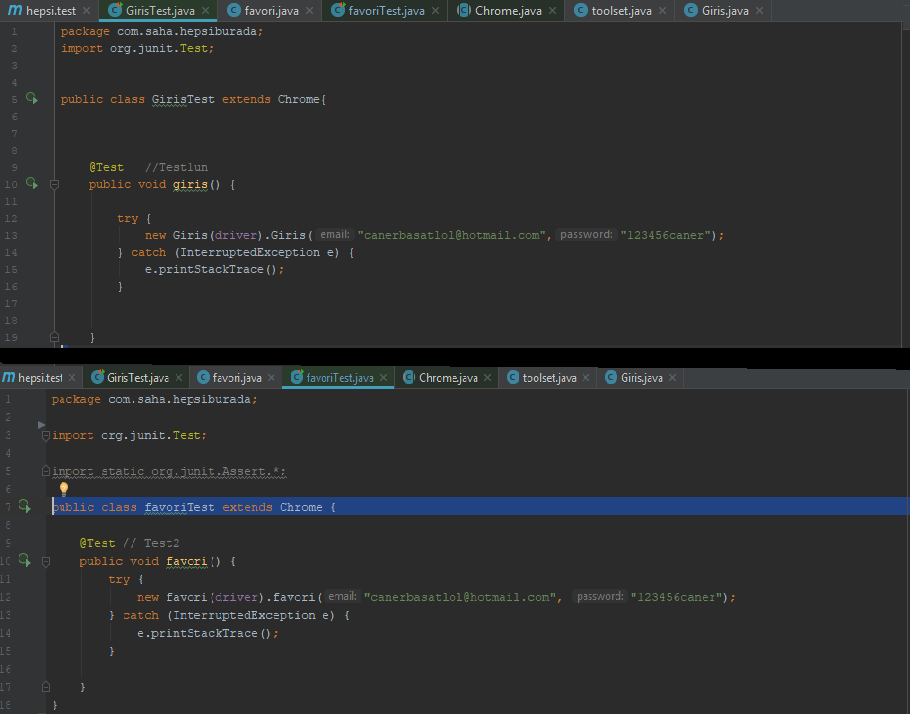 hepsi.test GirisTest.java favori.java favoriTest.java Chrome.java toolset.java Giris.java
1 package com.saha.hepsiburada;
2 import org.junit.Test;
3
4
5 public class GirisTest extends Chrome{
6
7
8
9 @Test //Test1un
10 public void giris() {
11
12 try {
13 new Giris(driver).Giris( email: "canerbasatlol@hotmail.com", password: "123456caner");
14 } catch (InterruptedException e) {
15 e.printStackTrace();
16 }
17
18
19 }
hepsi.test GirisTest.java favori.java favoriTest.java Chrome.java toolset.java Giris.java
1 package com.saha.hepsiburada;
2
3 import org.junit.Test;
4
5 import static org.junit.Assert.*;
6
7 public class favoriTest extends Chrome {
8
9 @Test // Test2
10 public void favori() {
11 try {
12 new favori(driver).favori( email: "canerbasatlol@hotmail.com", password: "123456caner");
13 } catch (InterruptedException e) {
14 e.printStackTrace();
15 }
16
17 }
18 }